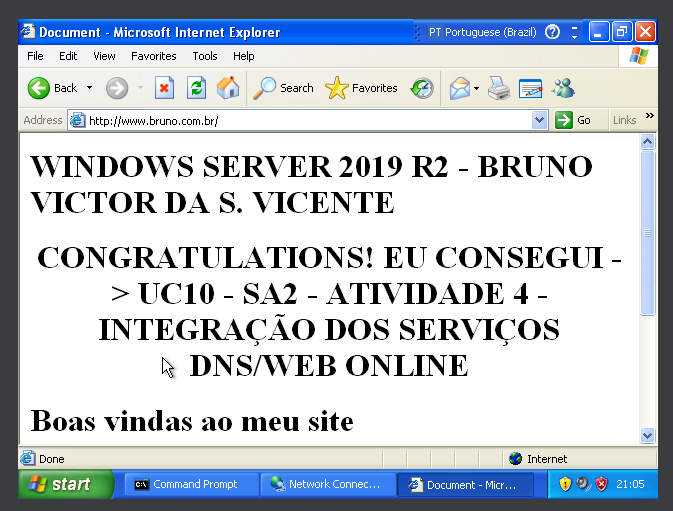 Document - Microsoft Internet Explorer
PT Portuguese (Brazil)
File Edit View Favorites Tools Help
Back Search Favorites
Address http://www.bruno.com.br/ Go Links »
WINDOWS SERVER 2019 R2 - BRUNO
VICTOR DA S. VICENTE
CONGRATULATIONS! EU CONSEGUI -
> UC10 - SA2 - ATIVIDADE 4 -
INTEGRAÇÃO DOS SERVIÇOS
DNS/WEB ONLINE
Boas vindas ao meu site
Done Internet
start Command Prompt Network Connec... Document - Micr... 21:05